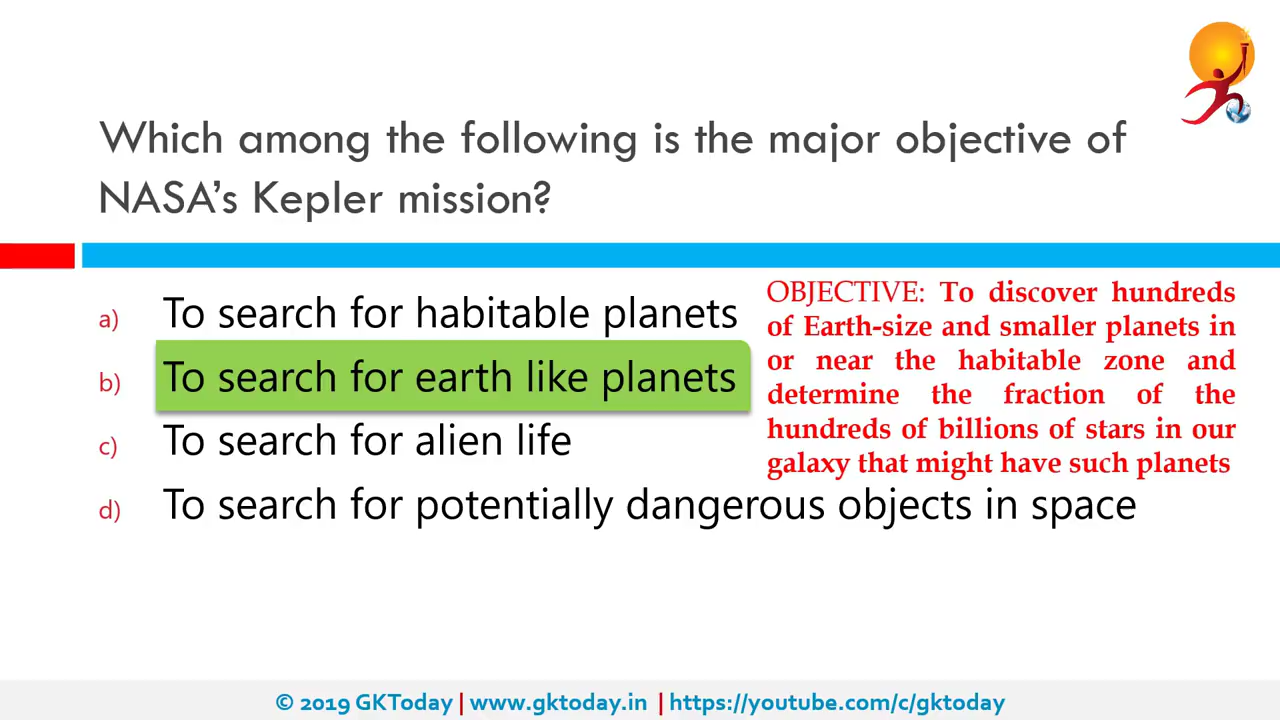 Which among the following is the major objective of
NASA’s Kepler mission?
a) To search for habitable planets
b) To search for earth like planets
c) To search for alien life
d) To search for potentially dangerous objects in space
OBJECTIVE: To discover hundreds
of Earth-size and smaller planets in
or near the habitable zone and
determine the fraction of the
hundreds of billions of stars in our
galaxy that might have such planets
© 2019 GKToday | www.gktoday.in | https://youtube.com/c/gktoday